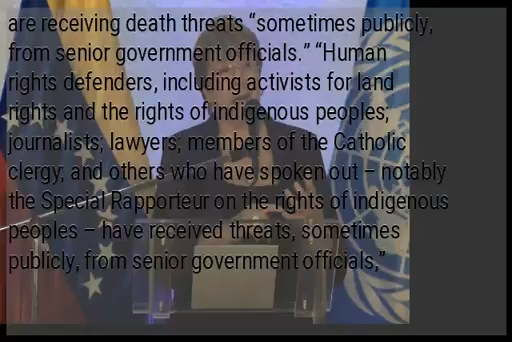 are receiving death threats “sometimes publicly,
from senior government officials.” “Human
rights defenders, including activists for land
rights and the rights of indigenous peoples;
journalists; lawyers; members of the Catholic
clergy; and others who have spoken out – notably
the Special Rapporteur on the rights of indigenous
peoples – have received threats, sometimes
publicly, from senior government officials,”